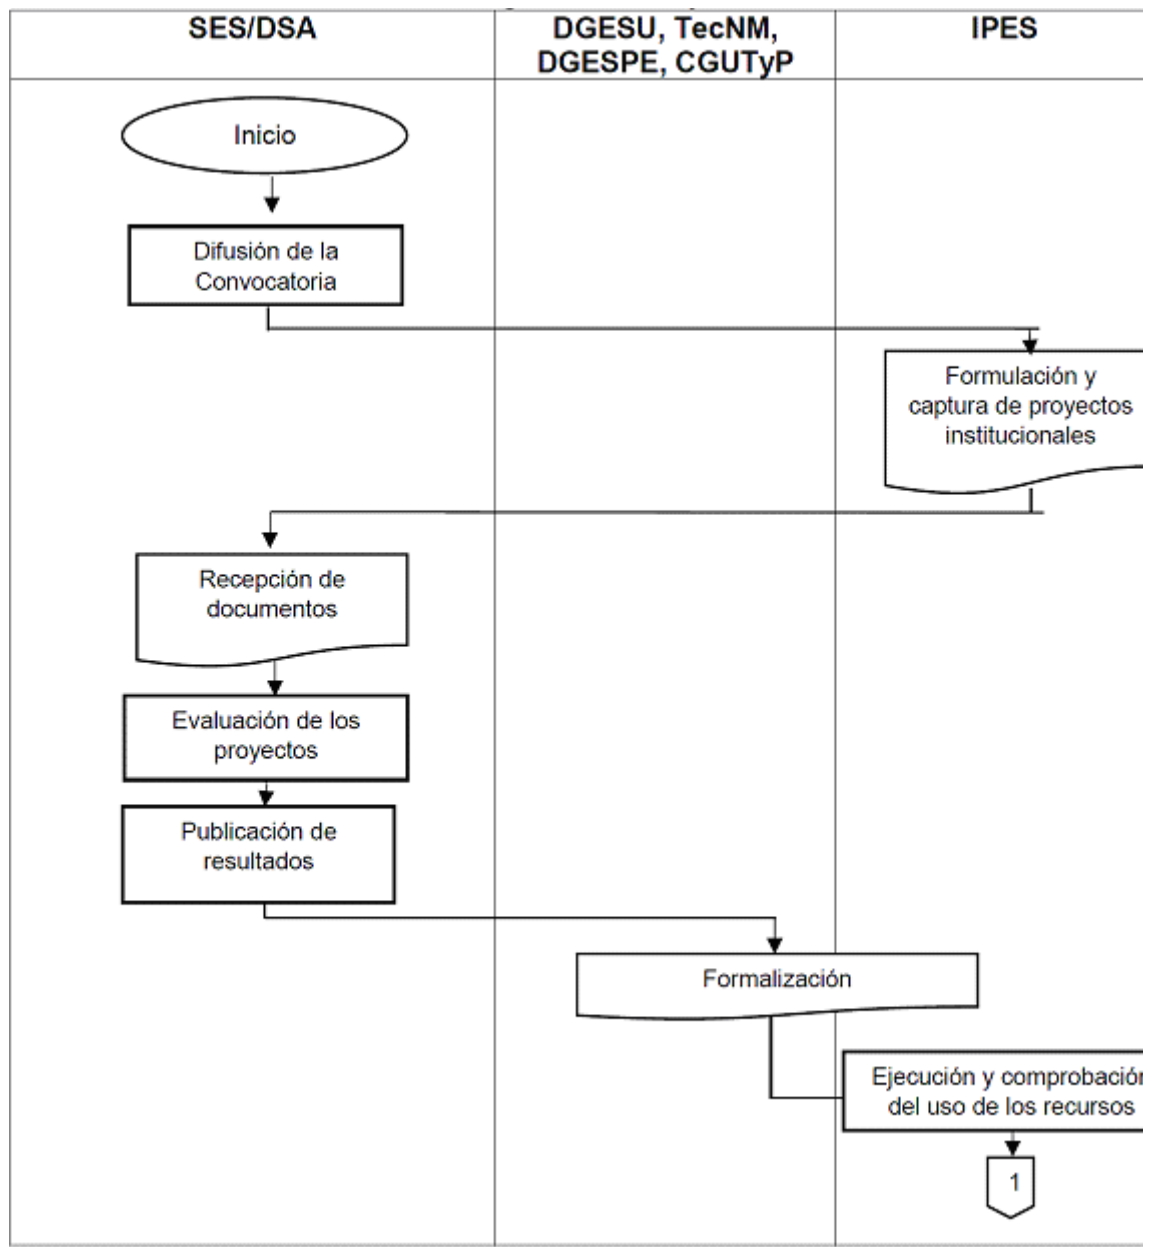 SES/DSA
DGESU, TecNM,
DGESPE, CGUTyP
IPES
Inicio
Difusión de la
Convocatoria
Formulación y
captura de proyectos
institucionales
Recepción de
documentos
Evaluación de los
proyectos
Publicación de
resultados
Formalización
Ejecución y comprobación
del uso de los recursos
1